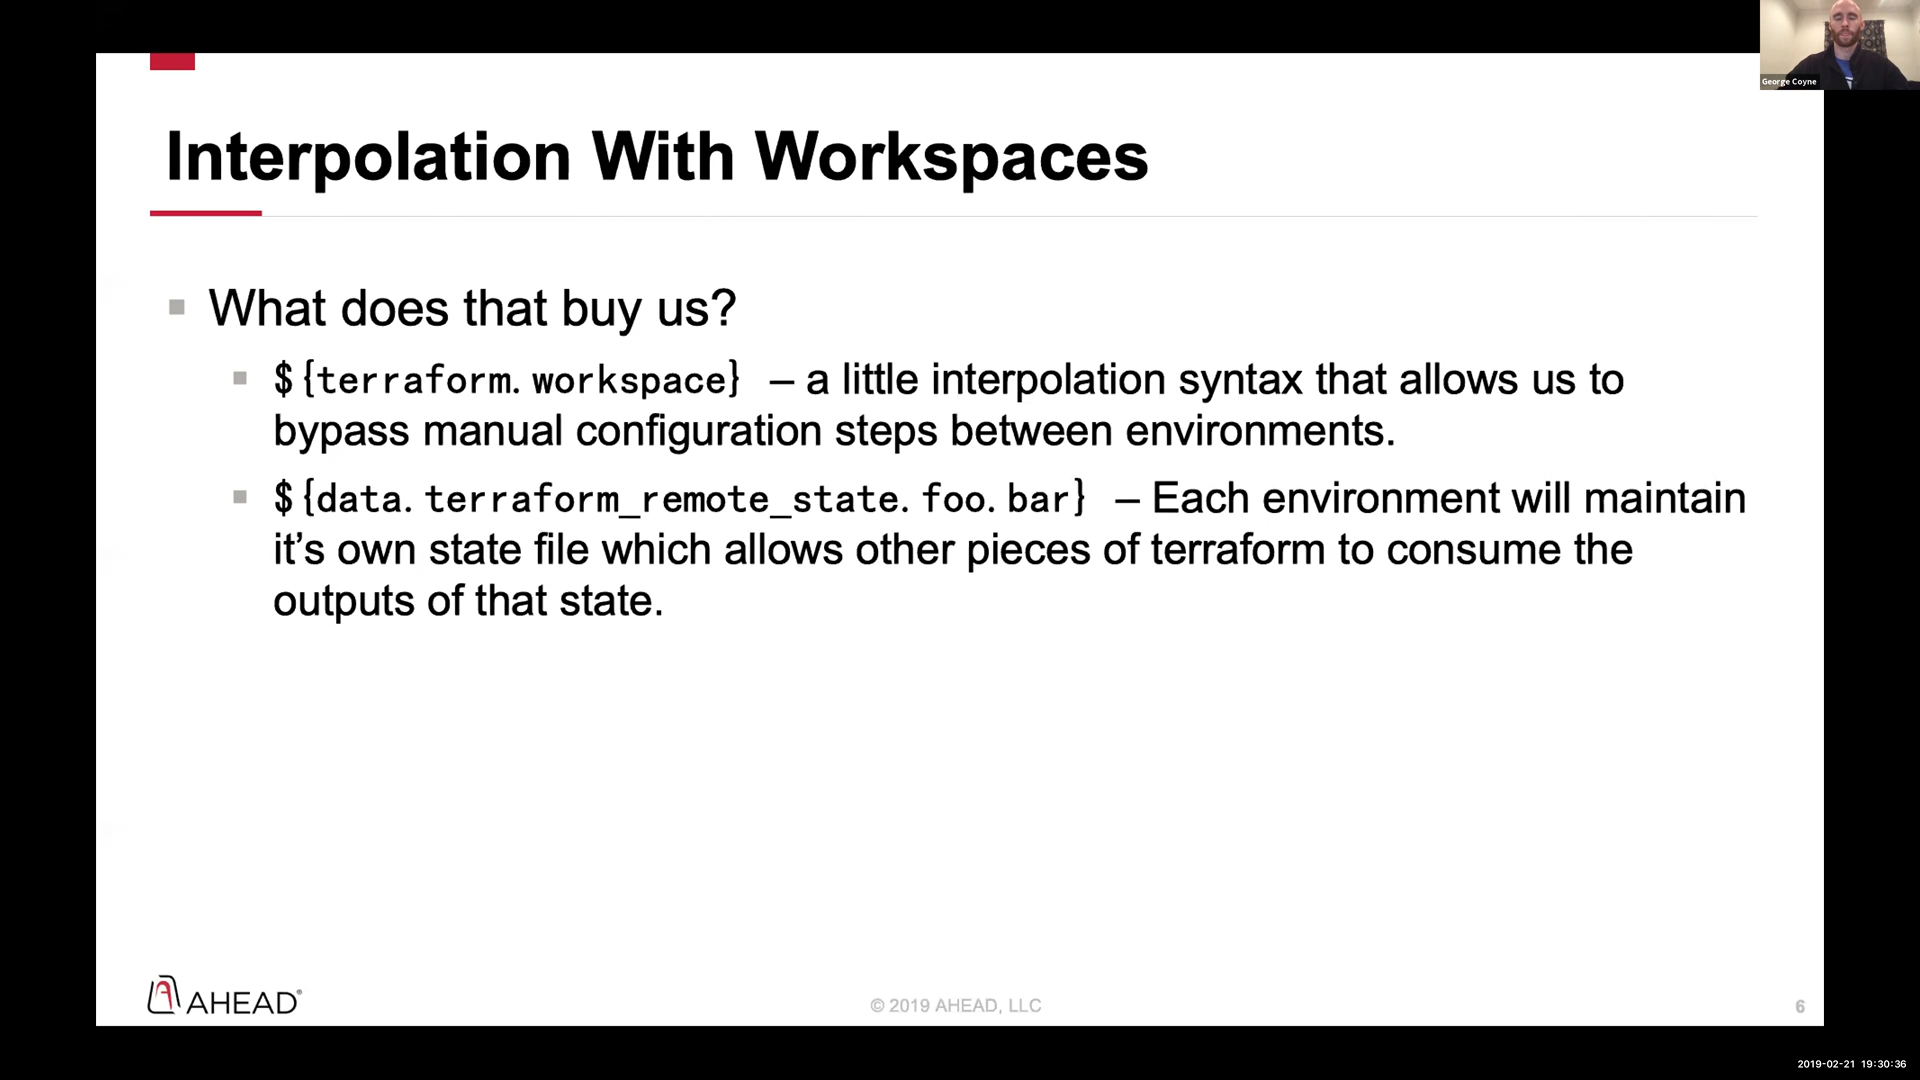 George Coyne
Interpolation With Workspaces
What does that buy us?
${terraform.workspace} – a little interpolation syntax that allows us to
bypass manual configuration steps between environments.
${data.terraform_remote_state.foo.bar} – Each environment will maintain
it’s own state file which allows other pieces of terraform to consume the
outputs of that state.
AHEAD®
© 2019 AHEAD, LLC
6
2019-02-21 19:30:36